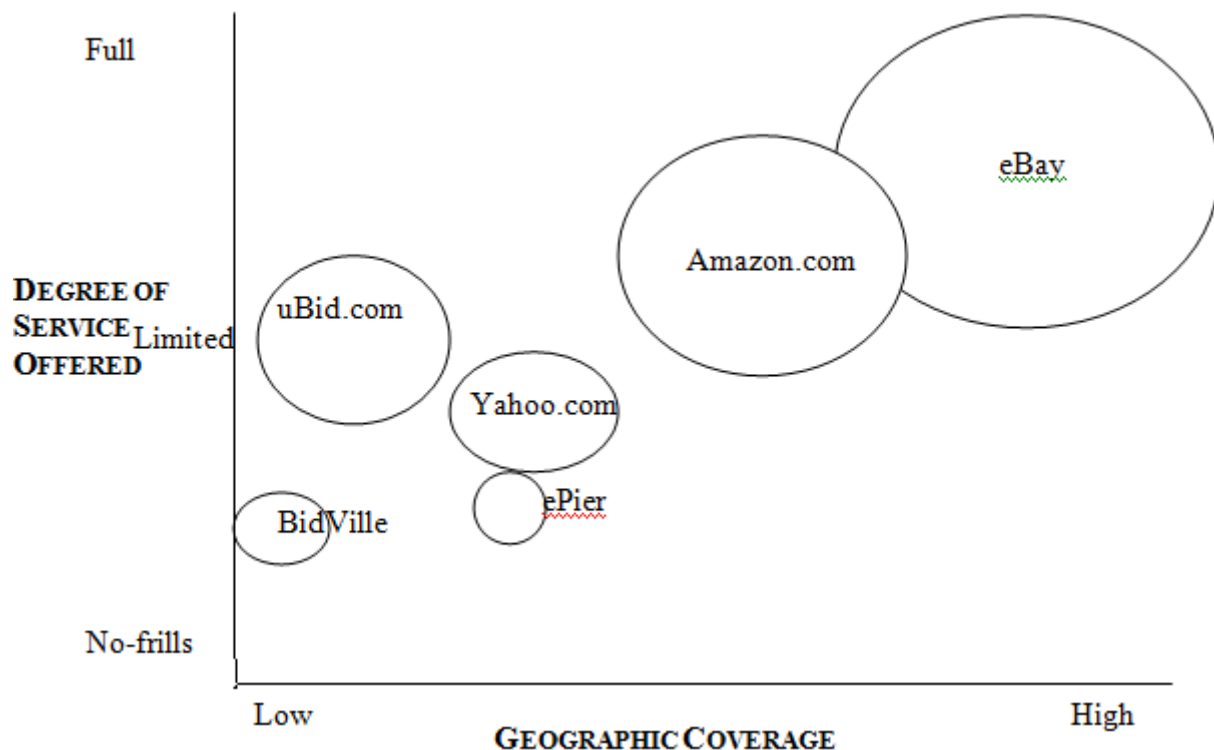 Full
eBay
Amazon.com
DEGREE OF
SERVICE
OFFERED
Limited
uBid.com
Yahoo.com
ePier
BidVille
No-frills
Low
High
GEOGRAPHIC COVERAGE